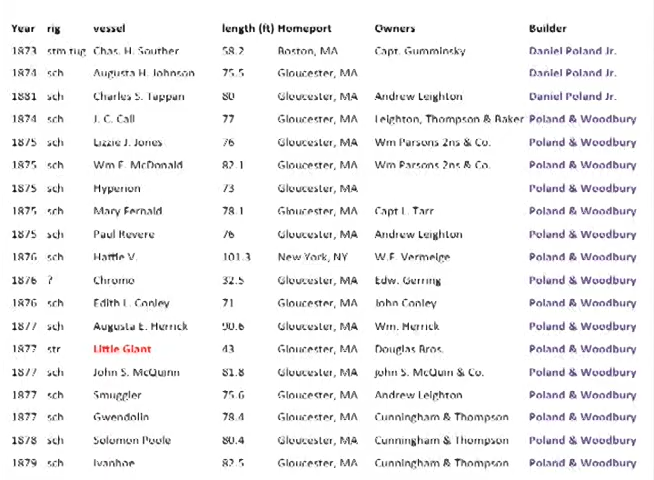 Year rig vessel length (ft) Homeport Owners Builder
1873 stm tug Chas. H. Souther 58.2 Boston, MA Capt. Gumminsky Daniel Poland Jr.
1874 sch Augusta H. Johnson 75.5 Gloucester, MA Daniel Poland Jr.
1881 sch Charles S. Tappan 80 Gloucester, MA Andrew Leighton Daniel Poland Jr.
1874 sch J. C. Call 77 Gloucester, MA Leighton, Thompson & Baker Poland & Woodbury
1875 sch Lizzie J. Jones 76 Gloucester, MA Wm Parsons 2ns & Co. Poland & Woodbury
1875 sch Wm E. McDonald 82.1 Gloucester, MA Wm Parsons 2ns & Co. Poland & Woodbury
1875 sch Hyperion 73 Gloucester, MA Poland & Woodbury
1875 sch Mary Fernald 78.1 Gloucester, MA Capt L. Tarr Poland & Woodbury
1875 sch Paul Revere 76 Gloucester, MA Andrew Leighton Poland & Woodbury
1876 sch Hattie V. 101.3 New York, NY W.F. Vermeige Poland & Woodbury
1876 ? Chromo 32.5 Gloucester, MA Edw. Gerring Poland & Woodbury
1876 sch Edith L. Conley 71 Gloucester, MA John Conley Poland & Woodbury
1877 sch Augusta E. Herrick 90.6 Gloucester, MA Wm. Herrick Poland & Woodbury
1877 str Little Giant 43 Gloucester, MA Douglas Bros. Poland & Woodbury
1877 sch John S. McQuinn 81.8 Gloucester, MA john S. McQuin & Co. Poland & Woodbury
1877 sch Smuggler 75.6 Gloucester, MA Andrew Leighton Poland & Woodbury
1877 sch Gwendolin 78.4 Gloucester, MA Cunningham & Thompson Poland & Woodbury
1878 sch Solomon Poole 80.4 Gloucester, MA Cunningham & Thompson Poland & Woodbury
1879 sch Ivanhoe 82.5 Gloucester, MA Cunningham & Thompson Poland & Woodbury